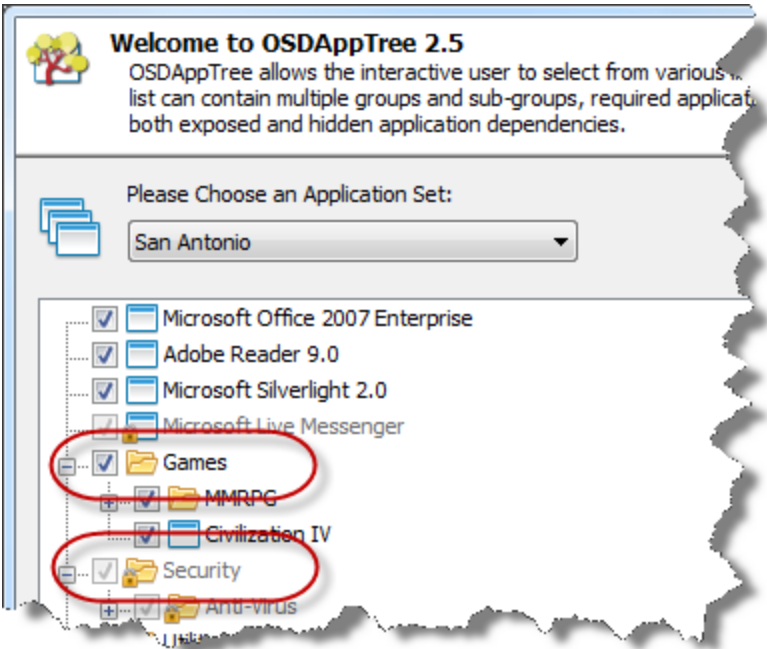 Welcome to OSDAppTree 2.5
OSDAppTree allows the interactive user to select from various
list can contain multiple groups and sub-groups, required applicat
both exposed and hidden application dependencies.
Please Choose an Application Set:
San Antonio
Microsoft Office 2007 Enterprise
Adobe Reader 9.0
Microsoft Silverlight 2.0
Microsoft Live Messenger
Games
MMRPG
Civilization IV
Security
Anti-Virus